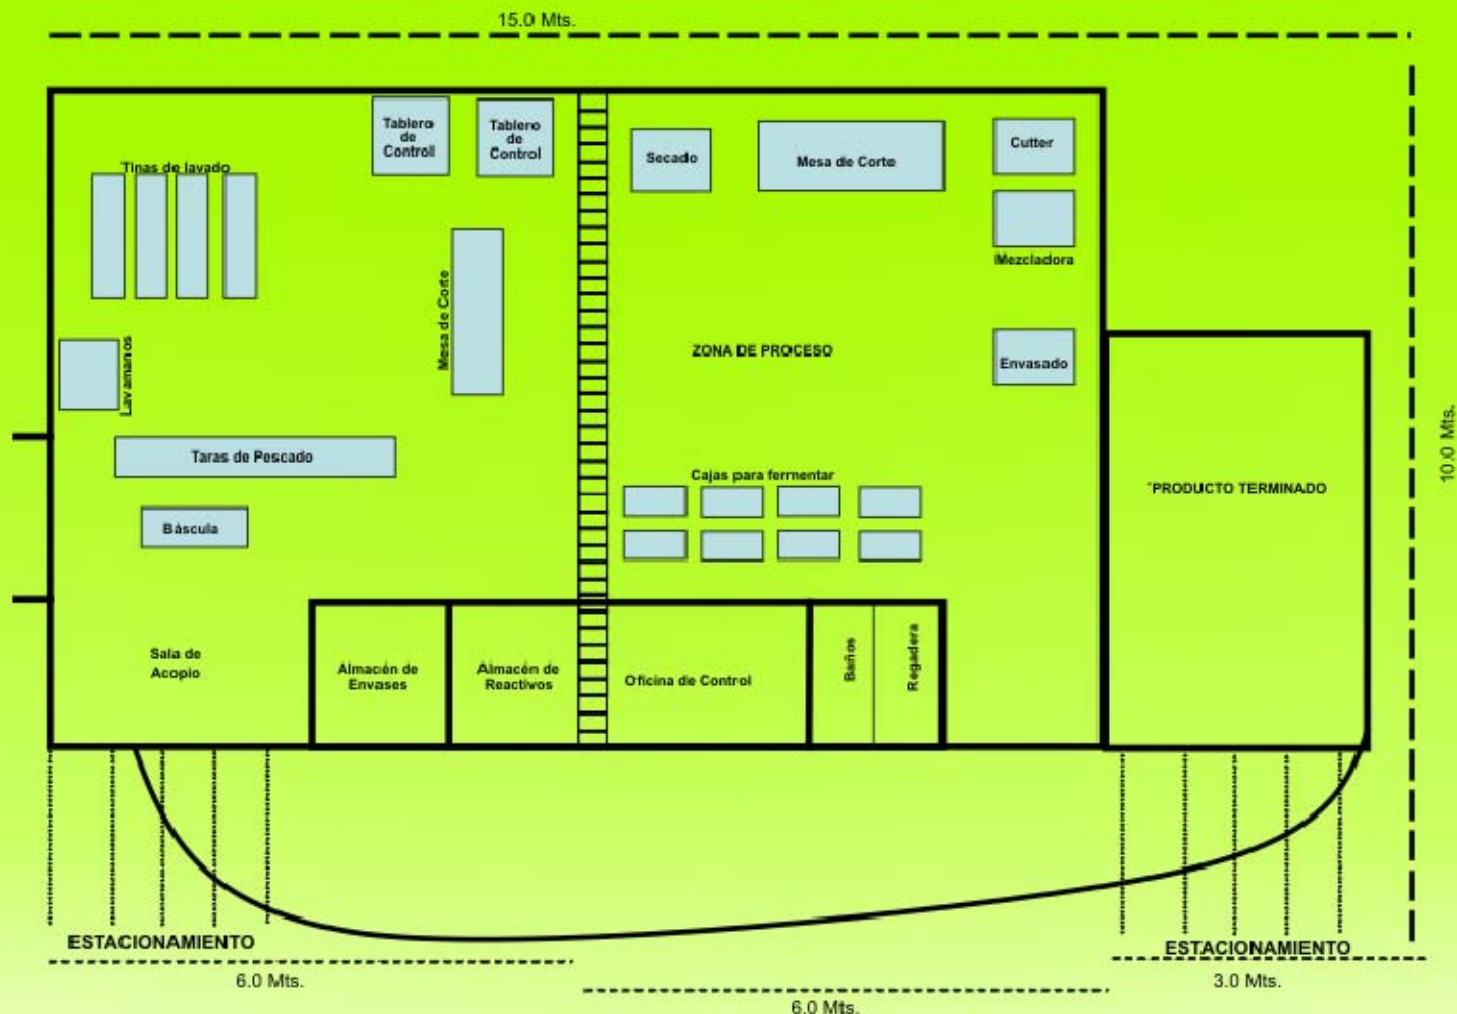 15.0 Mts.
Tablero
de
Control
Tablero
de
Control
Tinas de lavado
Secado
Mesa de Corte
Cutter
Mezcladora
Mesa de Corte
Lavamanos
ZONA DE PROCESO
Envasado
10.0 Mts.
Taras de Pescado
Cajas para fermentar
PRODUCTO TERMINADO
Báscula
Sala de
Acopio
Almacén de
Envases
Almacén de
Reactivos
Oficina de Control
Baños
Regadera
ESTACIONAMIENTO
ESTACIONAMIENTO
6.0 Mts.
3.0 Mts.
6.0 Mts.